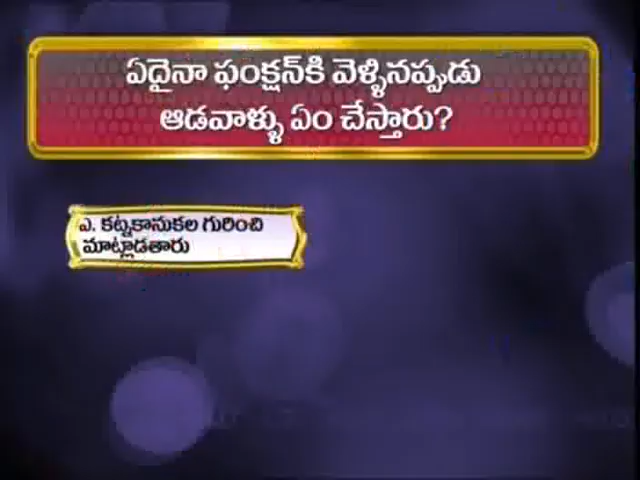 ఏదైనా ఫంక్షన్‌కి వెళ్ళినప్పుడు
ఆడవాళ్ళు ఏం చేస్తారు?
ఎ. కట్నకానుకల గురించి
మాట్లాడతారు